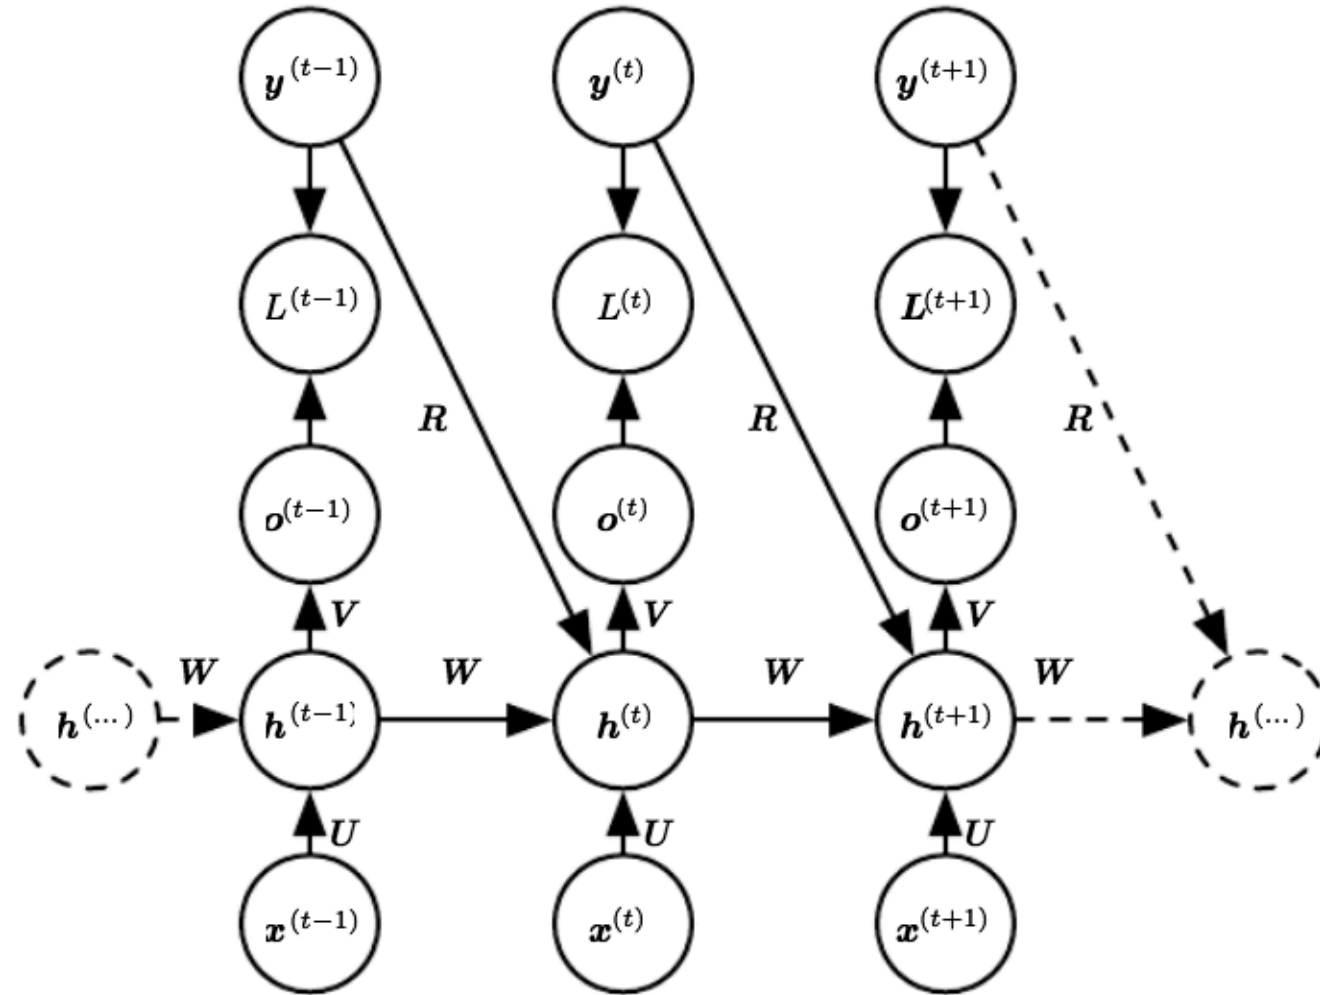 y^(t−1) y^(t) y^(t+1)
L^(t−1) L^(t) L^(t+1)
R R R
o^(t−1) o^(t) o^(t+1)
V V V
W W W W
h^(...) h^(t−1) h^(t) h^(t+1) h^(...)
U U U
x^(t−1) x^(t) x^(t+1)